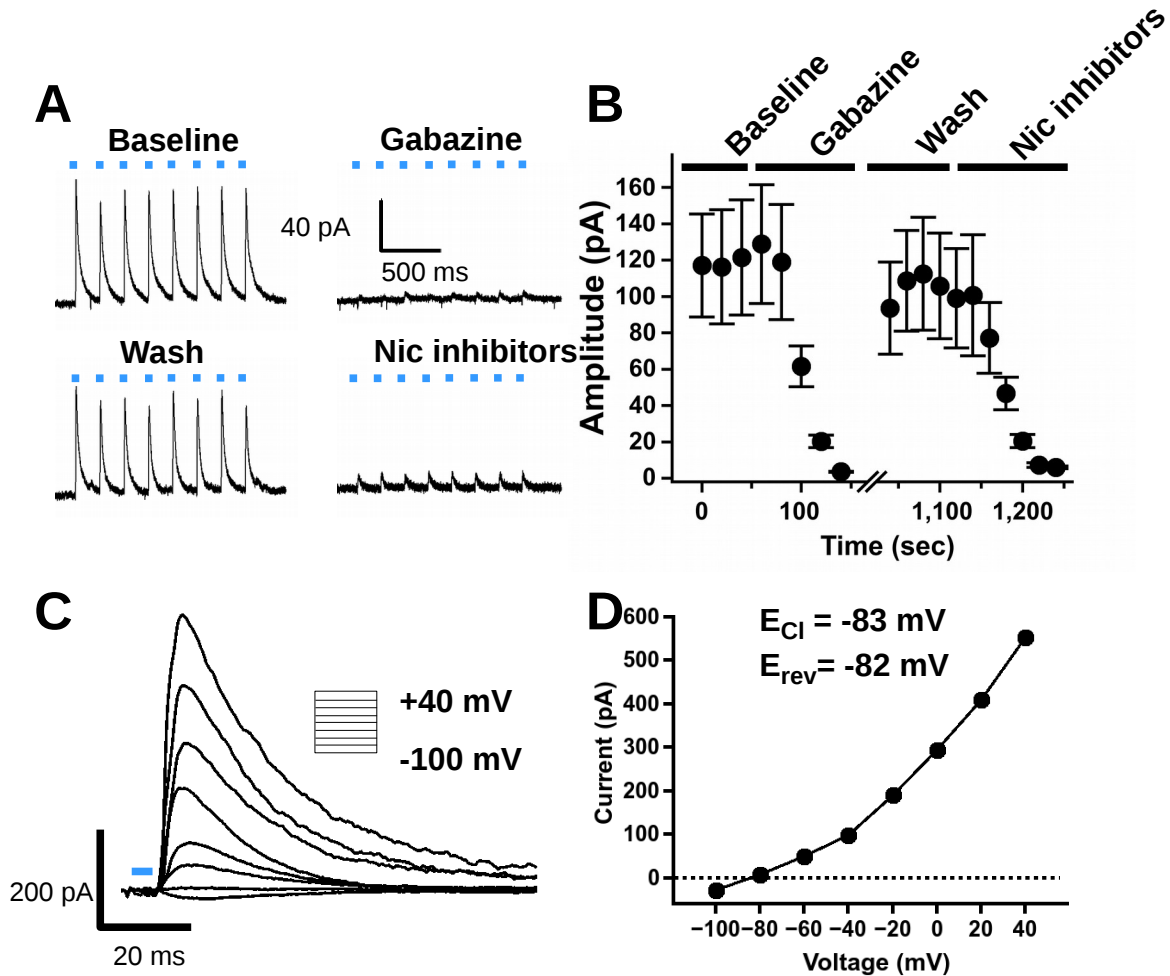 A
Baseline
Gabazine
40 pA
500 ms
Wash
Nic inhibitors
B
Baseline
Gabazine
Wash
Nic inhibitors
Amplitude (pA)
160
140
120
100
80
60
40
20
0
0
100
1,100
1,200
Time (sec)
C
+40 mV
-100 mV
200 pA
20 ms
D
E_Cl = -83 mV
E_rev= -82 mV
Current (pA)
600
500
400
300
200
100
0
−100 −80 −60 −40 −20 0 20 40
Voltage (mV)